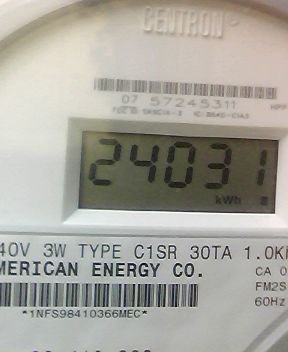 CENTRON
07 57245311
24031
kWh
40V 3W TYPE C1SR 30TA 1.0K
MERICAN ENERGY CO.
CA 0
FM2S
60Hz
*1NFS98410366MEC*